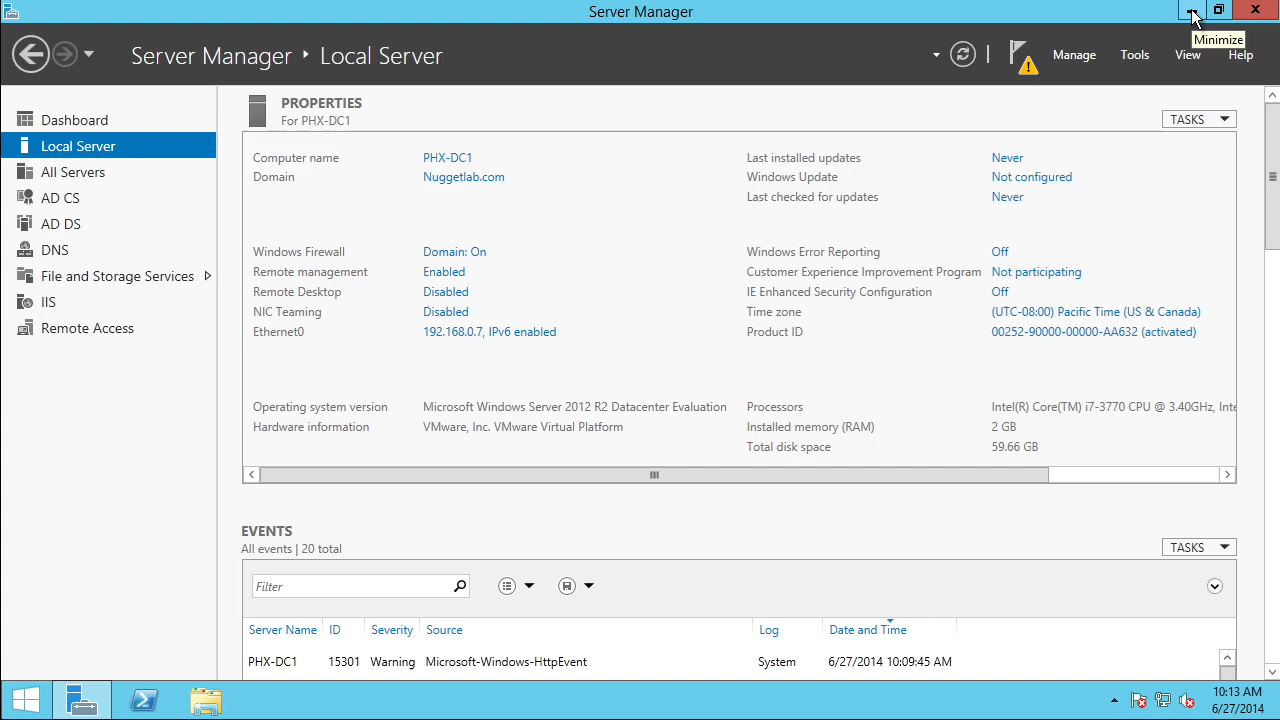 Server Manager
Minimize
Server Manager ‣ Local Server
Manage Tools View Help
Dashboard
Local Server
All Servers
AD CS
AD DS
DNS
File and Storage Services
IIS
Remote Access
PROPERTIES
For PHX-DC1
TASKS
Computer name PHX-DC1 Last installed updates Never
Domain Nuggetlab.com Windows Update Not configured
Last checked for updates Never
Windows Firewall Domain: On Windows Error Reporting Off
Remote management Enabled Customer Experience Improvement Program Not participating
Remote Desktop Disabled IE Enhanced Security Configuration Off
NIC Teaming Disabled Time zone (UTC-08:00) Pacific Time (US & Canada)
Ethernet0 192.168.0.7, IPv6 enabled Product ID 00252-90000-00000-AA632 (activated)
Operating system version Microsoft Windows Server 2012 R2 Datacenter Evaluation Processors Intel(R) Core(TM) i7-3770 CPU @ 3.40GHz, Inte
Hardware information VMware, Inc. VMware Virtual Platform Installed memory (RAM) 2 GB
Total disk space 59.66 GB
EVENTS
All events | 20 total
TASKS
Filter
Server Name ID Severity Source Log Date and Time
PHX-DC1 15301 Warning Microsoft-Windows-HttpEvent System 6/27/2014 10:09:45 AM
10:13 AM
6/27/2014